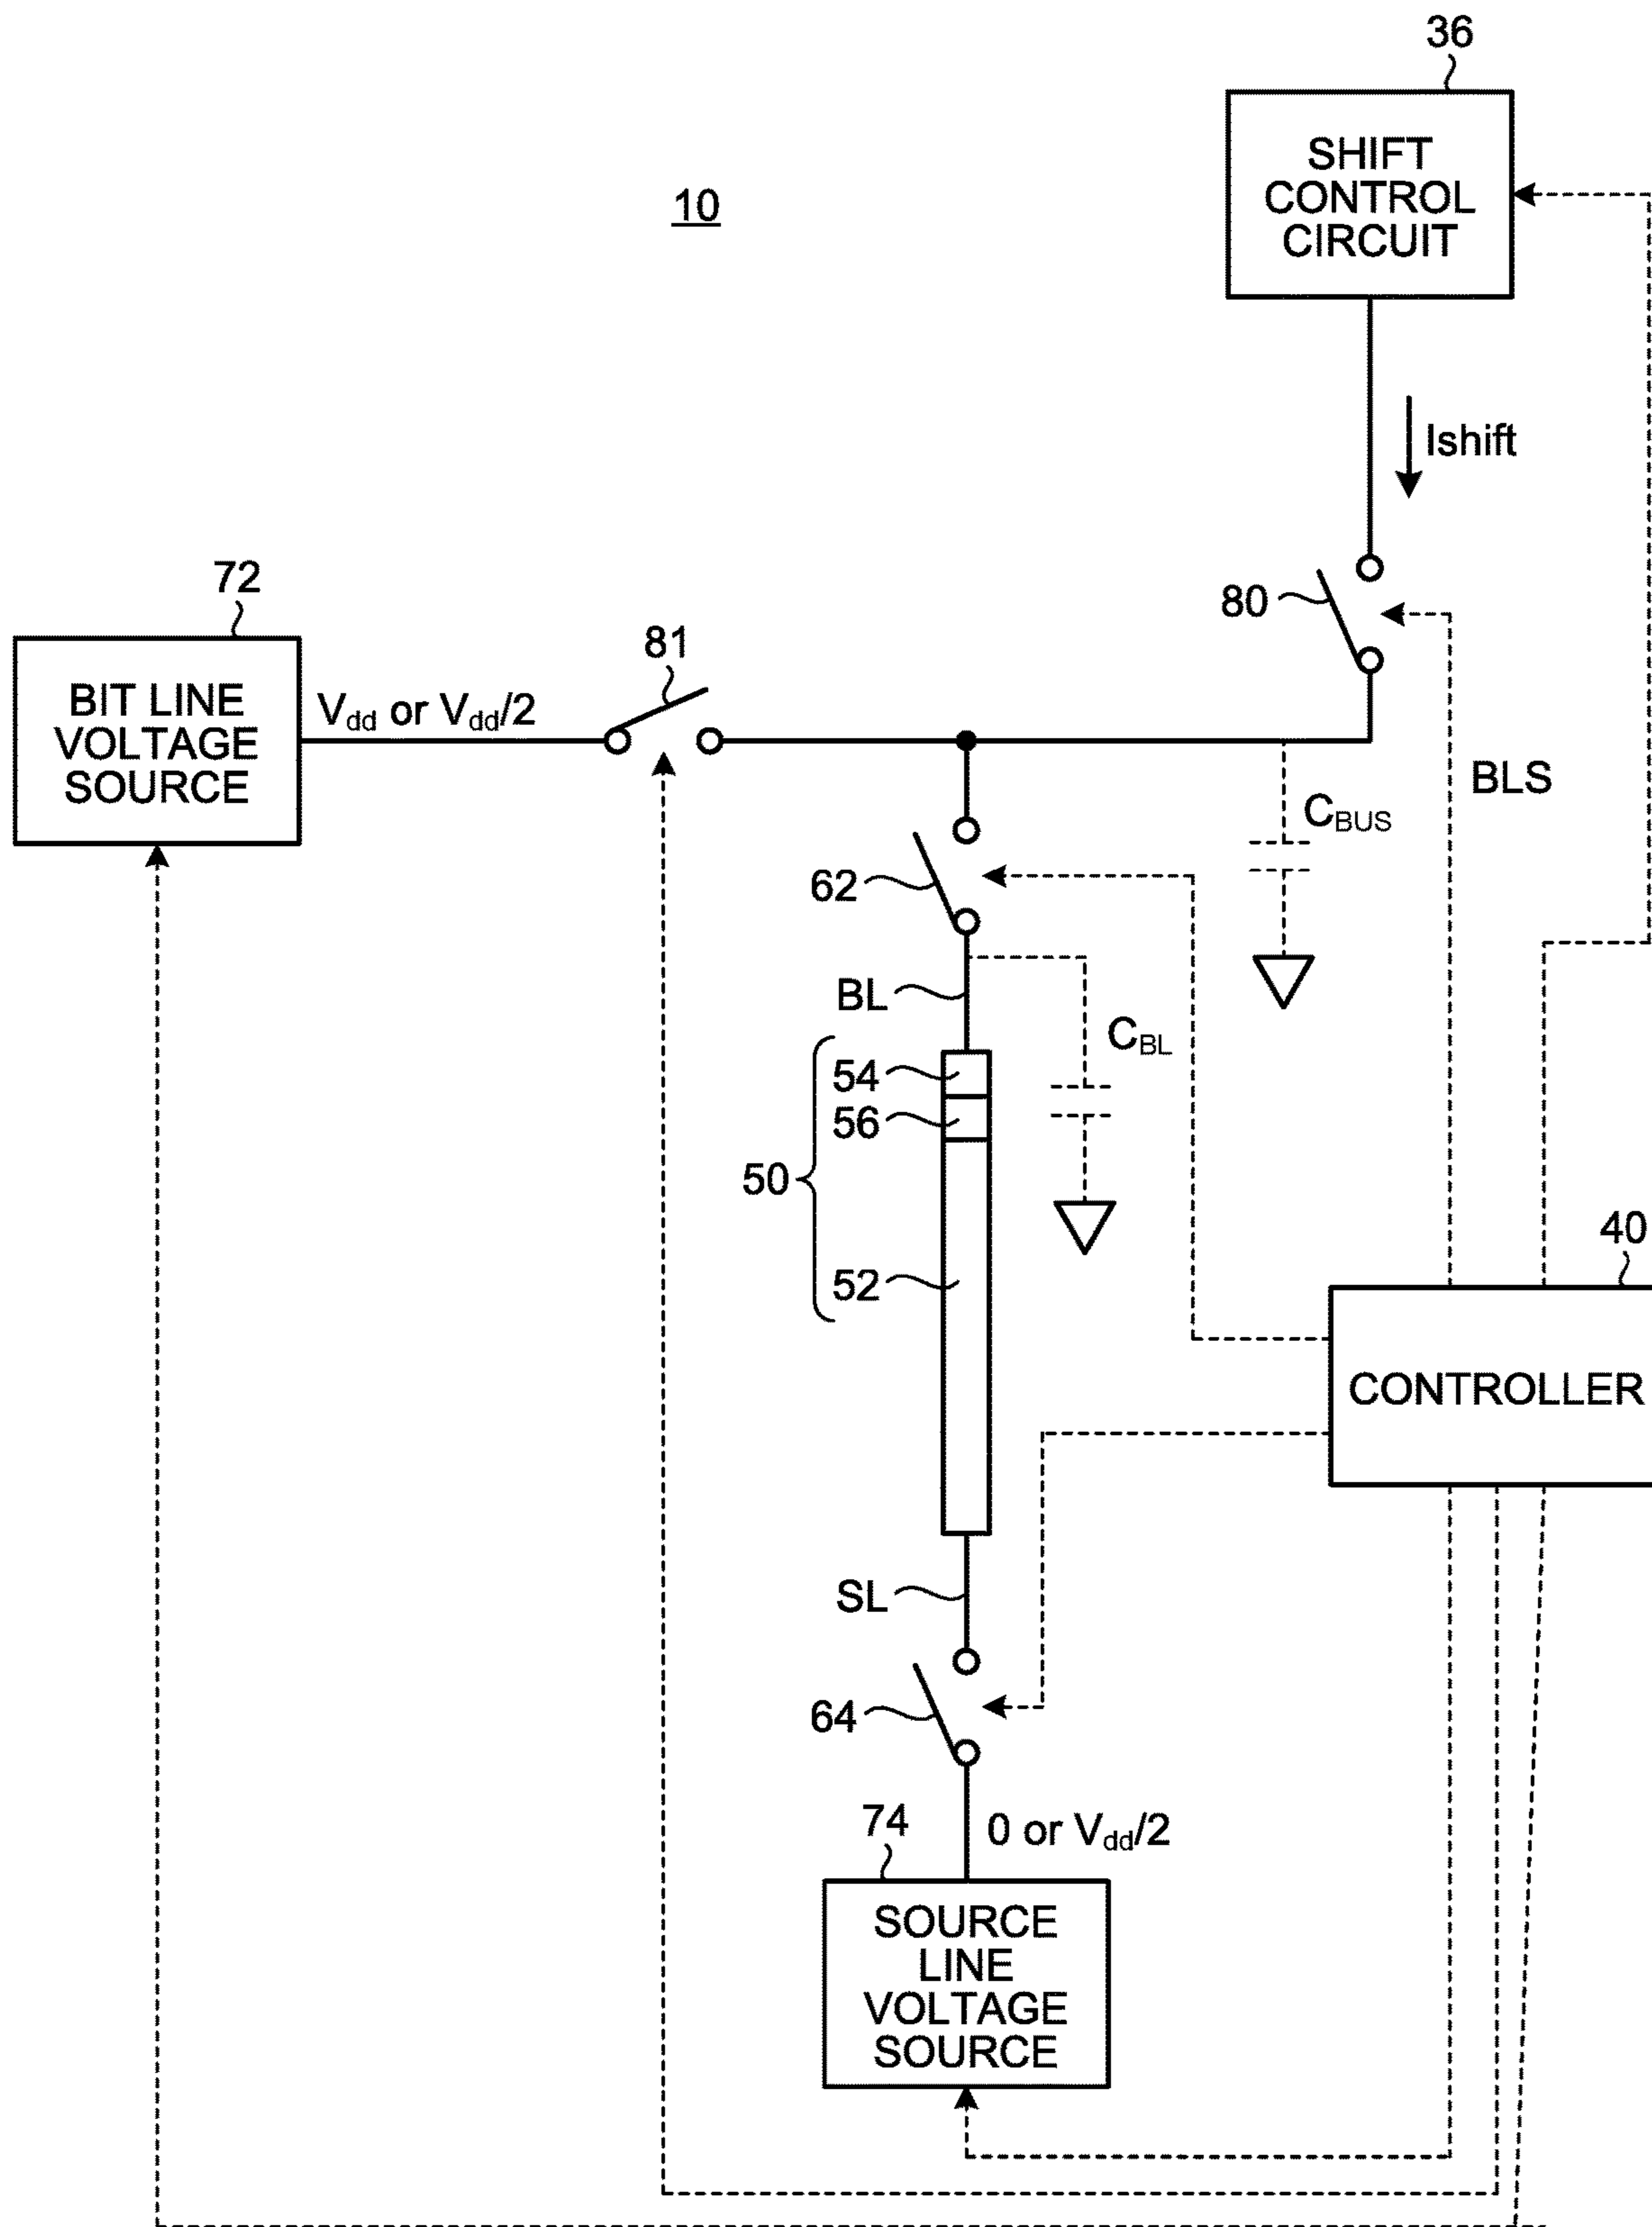 36
SHIFT
CONTROL
CIRCUIT
10
Ishift
72
81
80
BIT LINE
VOLTAGE
SOURCE
Vdd or Vdd/2
BLS
CBUS
62
BL
CBL
54
56
50
52
40
CONTROLLER
SL
64
74
0 or Vdd/2
SOURCE
LINE
VOLTAGE
SOURCE